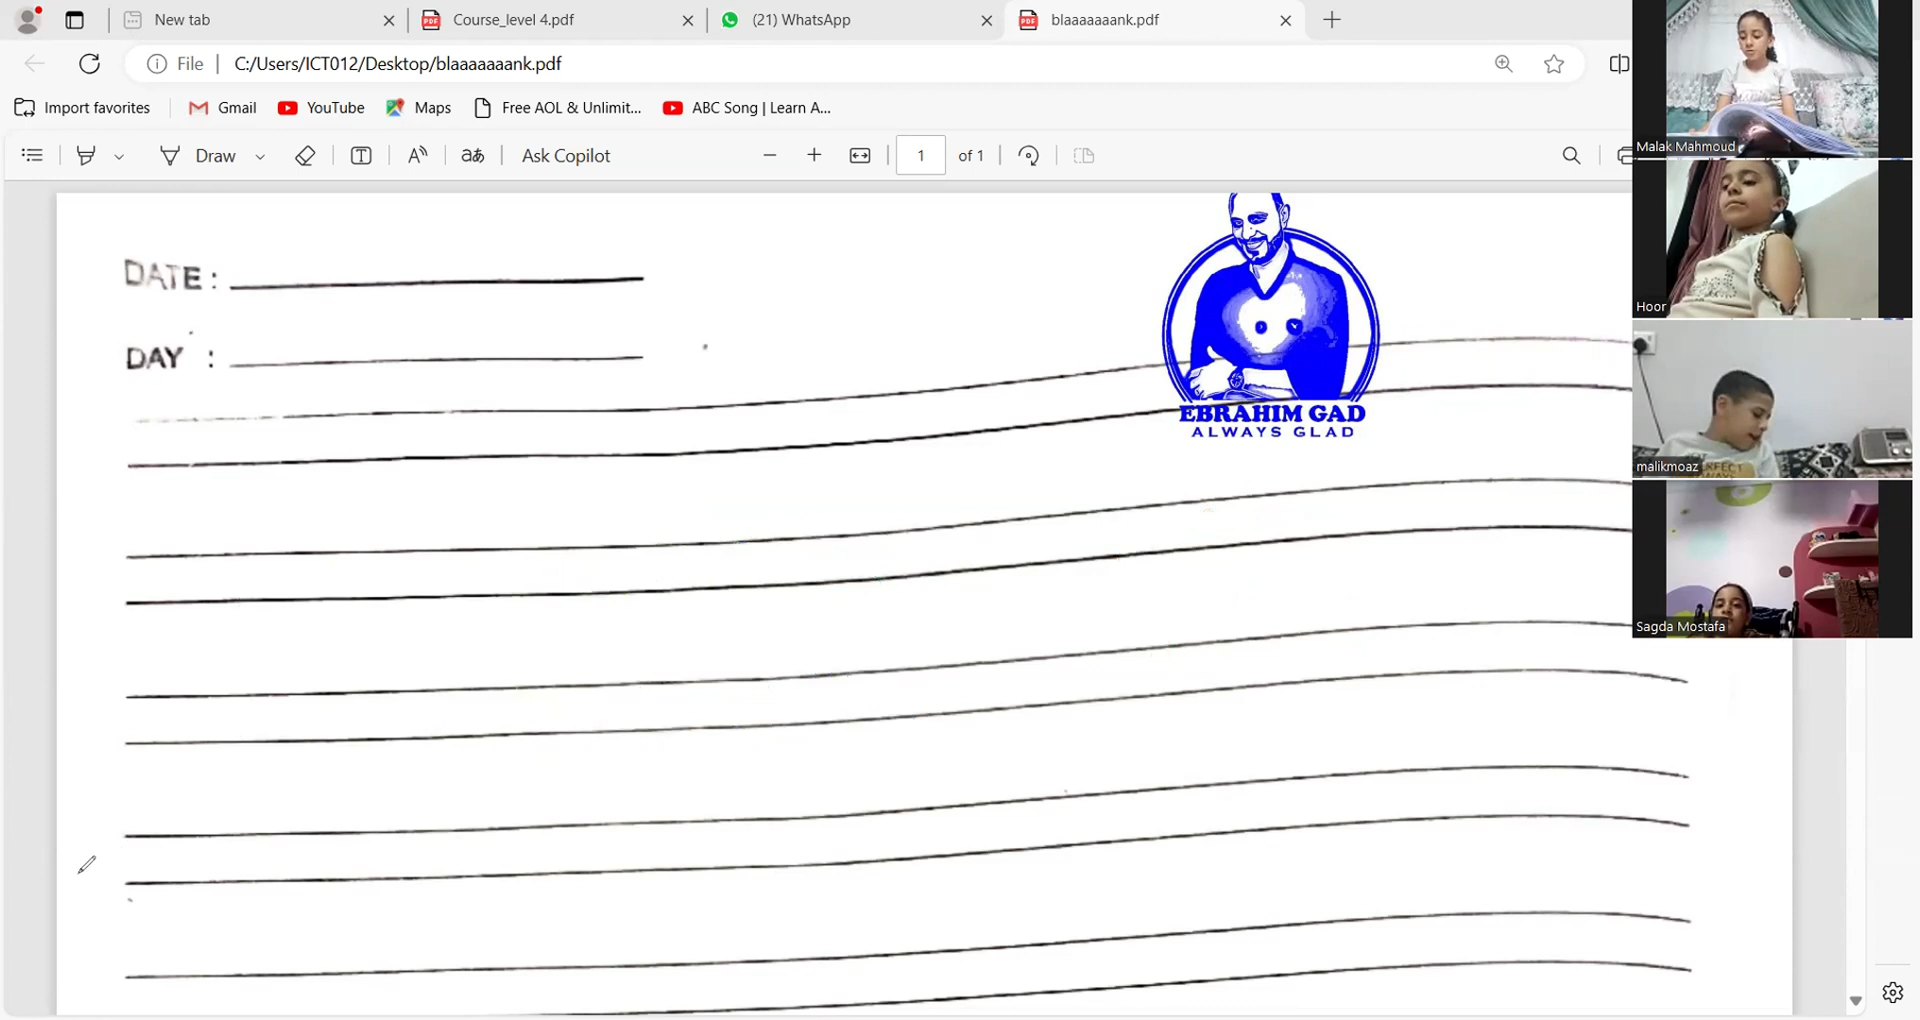 New tab
Course_level 4.pdf
(21) WhatsApp
blaaaaaaank.pdf
File
C:/Users/ICT012/Desktop/blaaaaaaank.pdf
Import favorites
Gmail
YouTube
Maps
Free AOL & Unlimit...
ABC Song | Learn A...
Draw
Ask Copilot
1
of 1
DATE :
DAY :
EBRAHIM GAD
ALWAYS GLAD
Malak Mahmoud
Hoor
malikmoaz
Sagda Mostafa